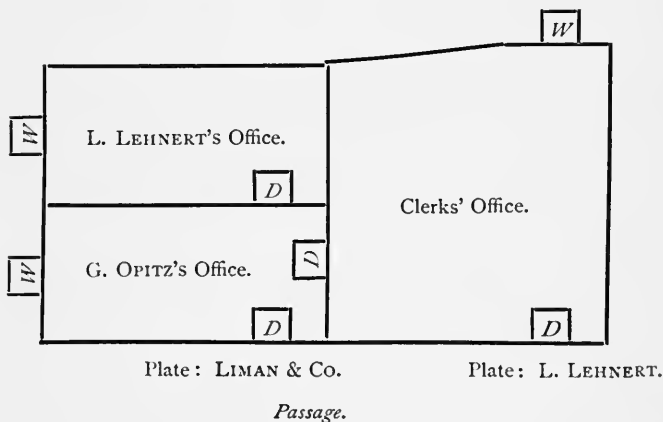 W
W
L. LEHNERT's Office.
D
Clerks' Office.
W
G. OPITZ's Office.
D
D
D
Plate: LIMAN & Co. Plate: L. LEHNERT.
Passage.